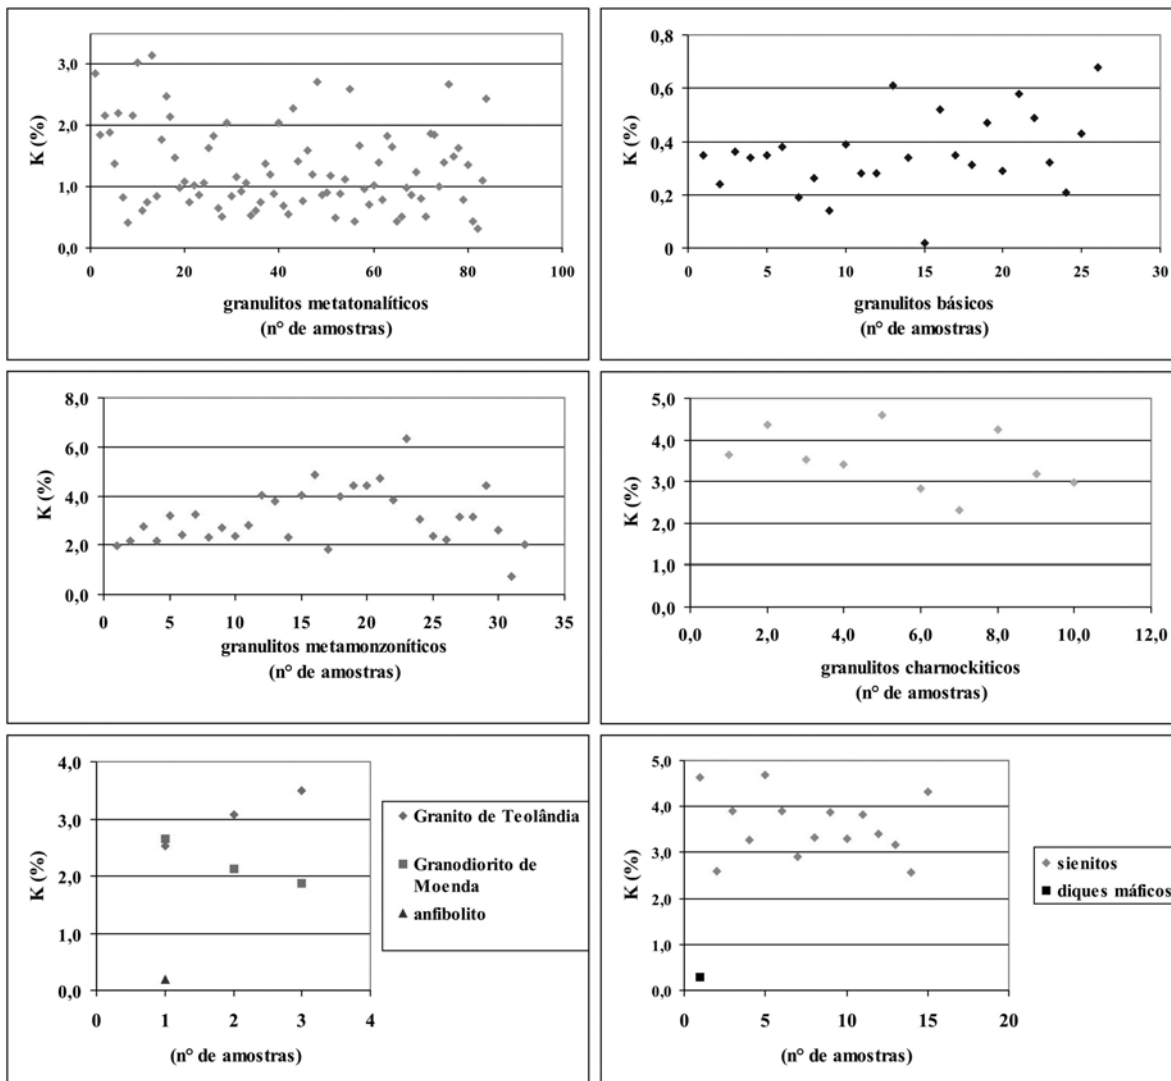 K (%)
3,0
2,0
1,0
0,0
0 20 40 60 80 100
granulitos metatonalíticos
(n° de amostras)
K (%)
0,8
0,6
0,4
0,2
0
0 5 10 15 20 25 30
granulitos básicos
(n° de amostras)
K (%)
8,0
6,0
4,0
2,0
0,0
0 5 10 15 20 25 30 35
granulitos metamonzoníticos
(n° de amostras)
K (%)
5,0
4,0
3,0
2,0
1,0
0,0
0,0 2,0 4,0 6,0 8,0 10,0 12,0
granulitos charnockiticos
(n° de amostras)
K (%)
4,0
3,0
2,0
1,0
0,0
0 1 2 3 4
(n° de amostras)
Granito de Teolândia
Granodiorito de
Moenda
anfibolito
K (%)
5,0
4,0
3,0
2,0
1,0
0,0
0 5 10 15 20
(n° de amostras)
sienitos
diques máficos